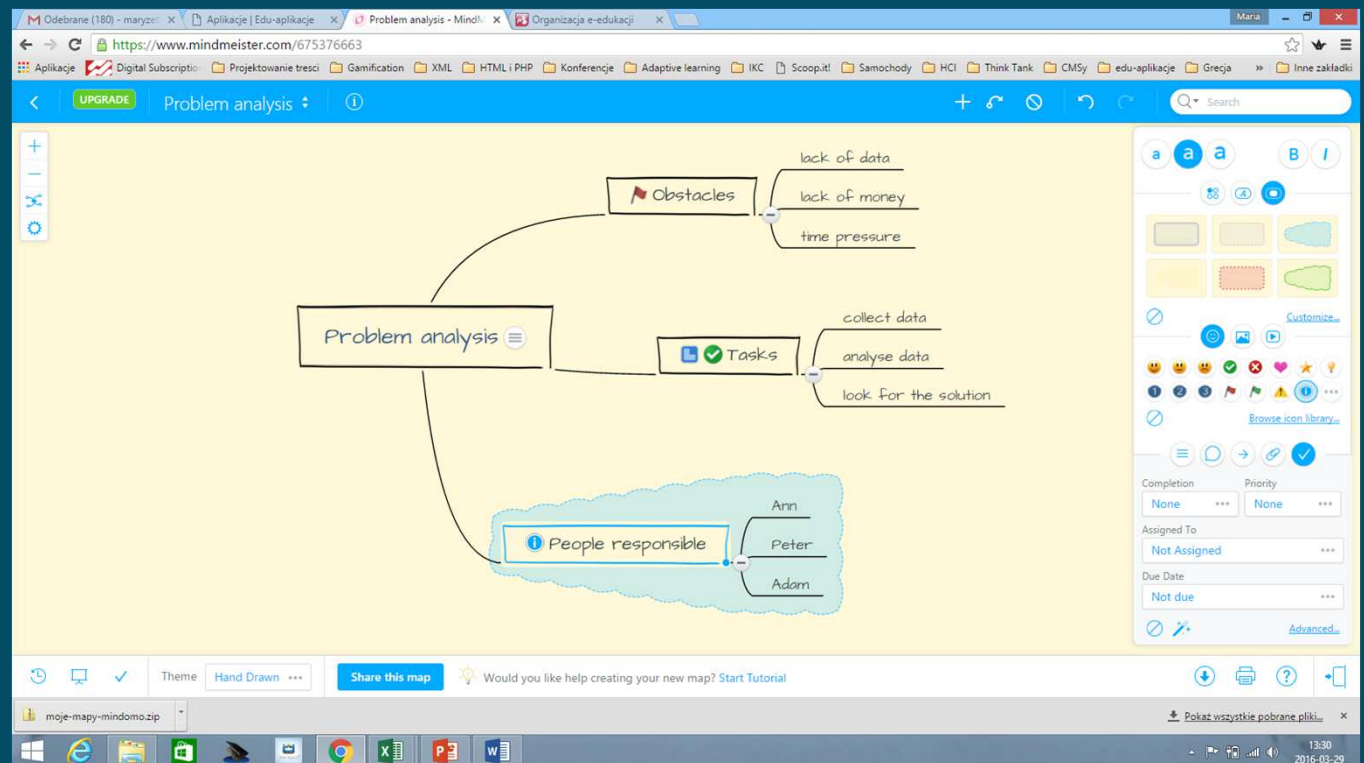 Odebrane (180) - maryzet
Aplikacje | Edu-aplikacje
Problem analysis - MindM
Organizacja e-edukacji
Maria
https://www.mindmeister.com/675376663
Aplikacje Digital Subscriptio Projektowanie tresci Gamification XML HTML i PHP Konferencje Adaptive learning IKC Scoop.it! Samochody HCI Think Tank CMSy edu-aplikacje Grecja » Inne zakładki
UPGRADE Problem analysis Search
a a a B I
lack of data
Obstacles
lack of money
time pressure
Customize...
Problem analysis
collect data
Tasks
analyse data
look for the solution
1 2 3
Browse icon library...
Completion Priority
None None
Assigned To
Not Assigned
Due Date
Not due
Advanced...
Ann
People responsible
Peter
Adam
Theme Hand Drawn Share this map Would you like help creating your new map? Start Tutorial
moje-mapy-mindomo.zip Pokaż wszystkie pobrane pliki...
13:30
2016-03-29